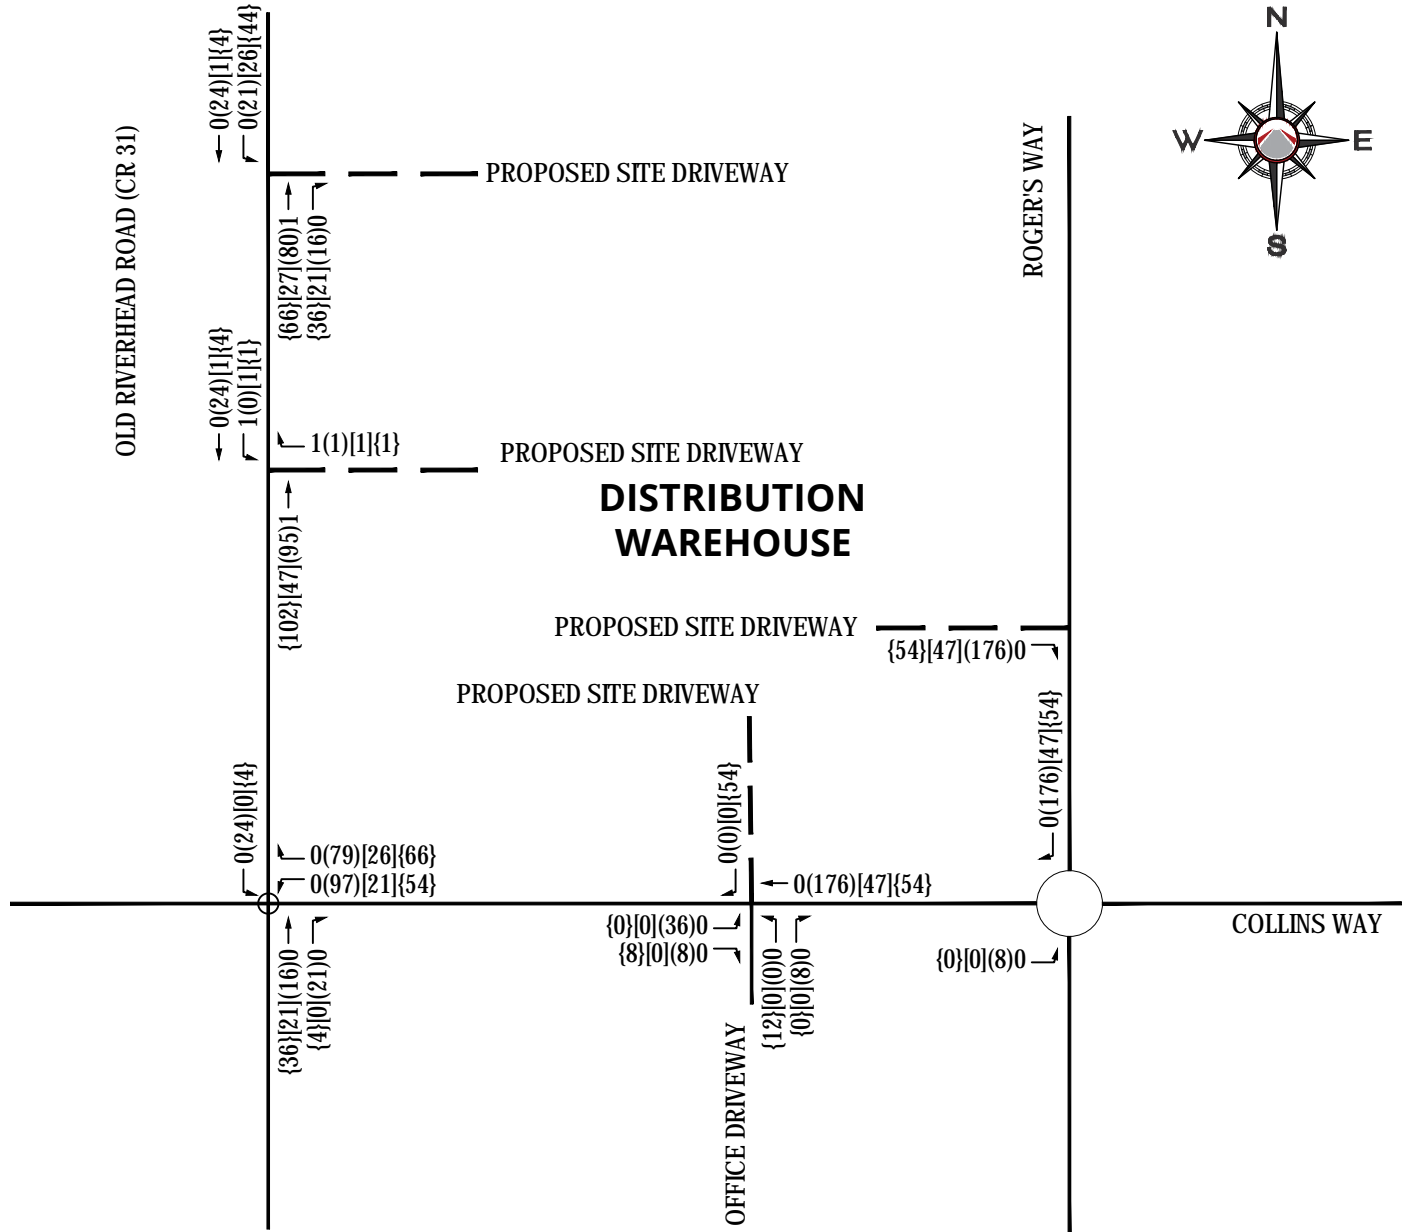 N
W
E
S
OLD RIVERHEAD ROAD (CR 31)
0(24)[1]{4}
0(21)[26]{44}
PROPOSED SITE DRIVEWAY
{66}[27](80)1
{36}[21](16)0
ROGER'S WAY
0(24)[1]{4}
1(0)[1]{1}
1(1)[1]{1}
PROPOSED SITE DRIVEWAY
{102}[47](95)1
DISTRIBUTION
WAREHOUSE
PROPOSED SITE DRIVEWAY
{54}[47](176)0
PROPOSED SITE DRIVEWAY
0(176)[47]{54}
0(24)[0]{4}
0(79)[26]{66}
0(97)[21]{54}
0(0)[0]{54}
0(176)[47]{54}
{36}[21](16)0
{4}[0](21)0
{0}[0](36)0
{8}[0](8)0
{12}[0](0)0
{0}[0](8)0
{0}[0](8)0
COLLINS WAY
OFFICE DRIVEWAY